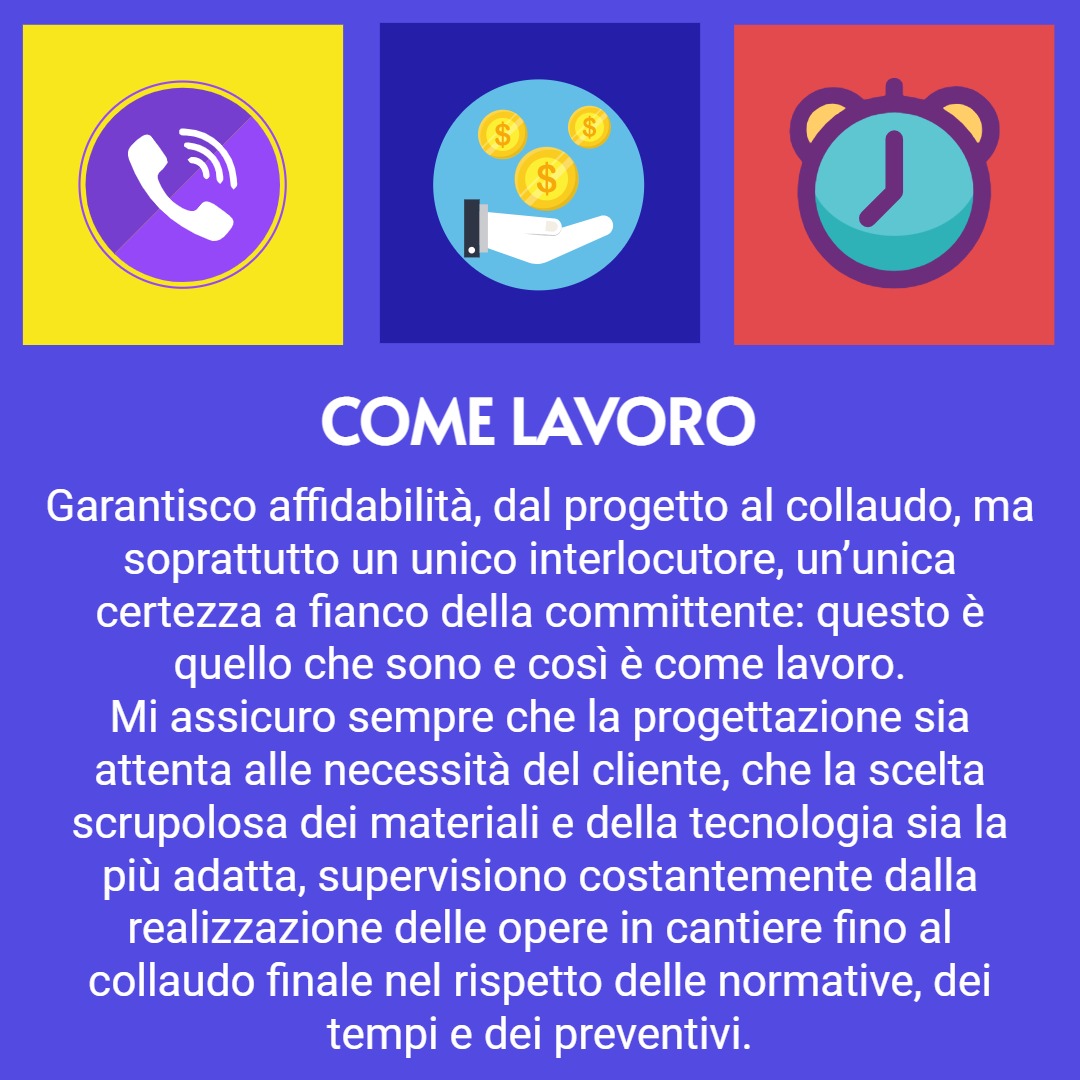 $
$
$
COME LAVORO
Garantisco affidabilità, dal progetto al collaudo, ma
soprattutto un unico interlocutore, un’unica
certezza a fianco della committente: questo è
quello che sono e così è come lavoro.
Mi assicuro sempre che la progettazione sia
attenta alle necessità del cliente, che la scelta
scrupolosa dei materiali e della tecnologia sia la
più adatta, supervisiono costantemente dalla
realizzazione delle opere in cantiere fino al
collaudo finale nel rispetto delle normative, dei
tempi e dei preventivi.